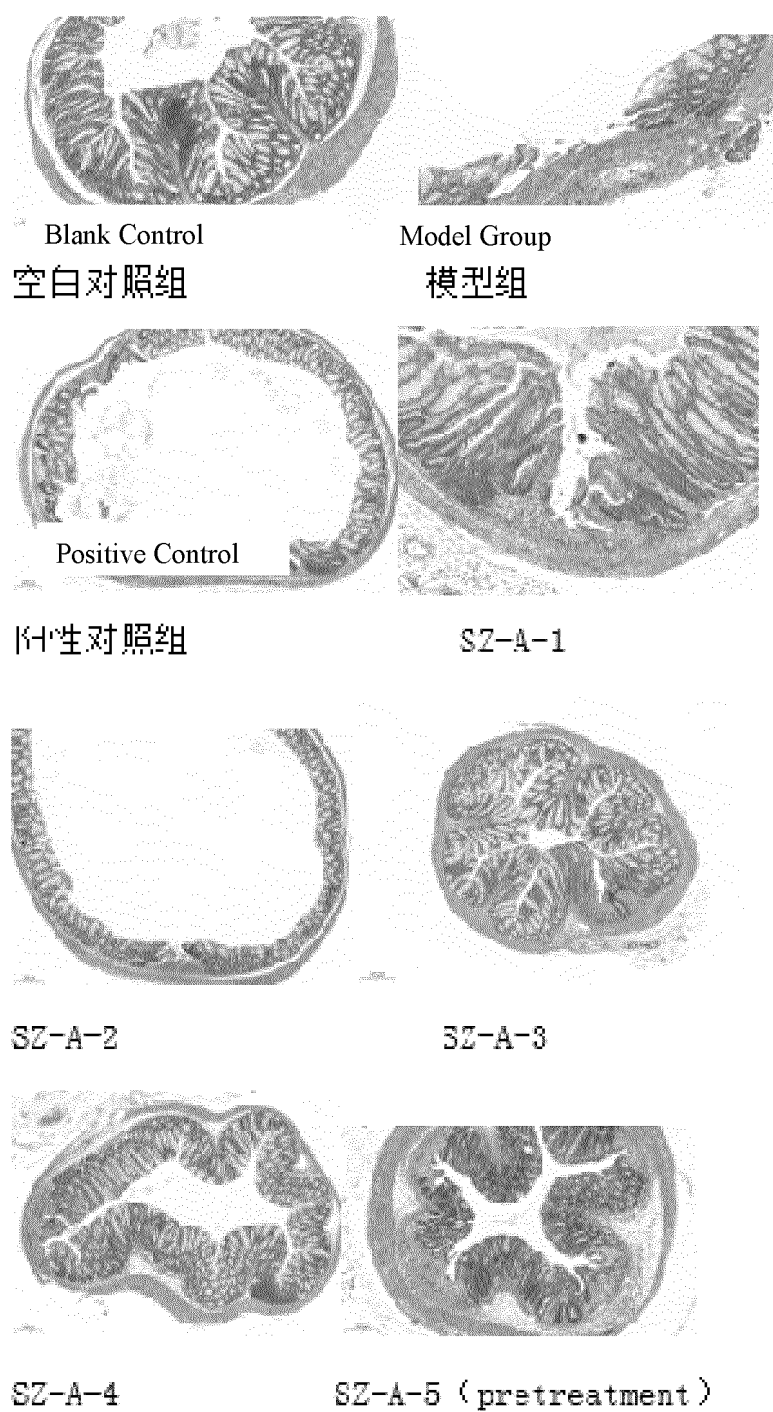 Blank Control
Model Group
空白对照组
模型组
Positive Control
性对照组
SZ-A-1
SZ-A-2
SZ-A-3
SZ-A-4
SZ-A-5（pretreatment）